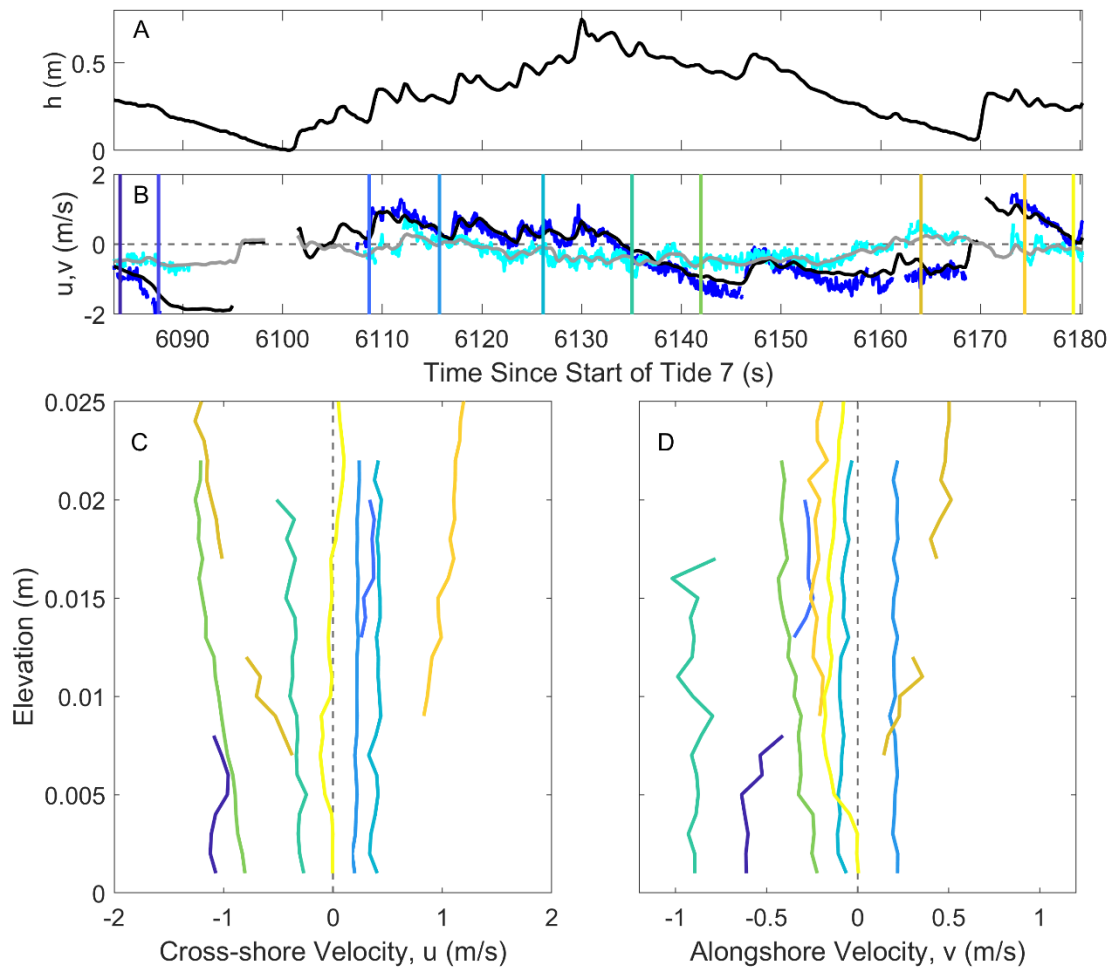 A
h (m)
0.5
0
B
u,v (m/s)
2
0
-2
6090 6100 6110 6120 6130 6140 6150 6160 6170 6180
Time Since Start of Tide 7 (s)
C
Elevation (m)
0.025
0.02
0.015
0.01
0.005
0
-2 -1 0 1 2
Cross-shore Velocity, u (m/s)
D
-1 -0.5 0 0.5 1
Alongshore Velocity, v (m/s)